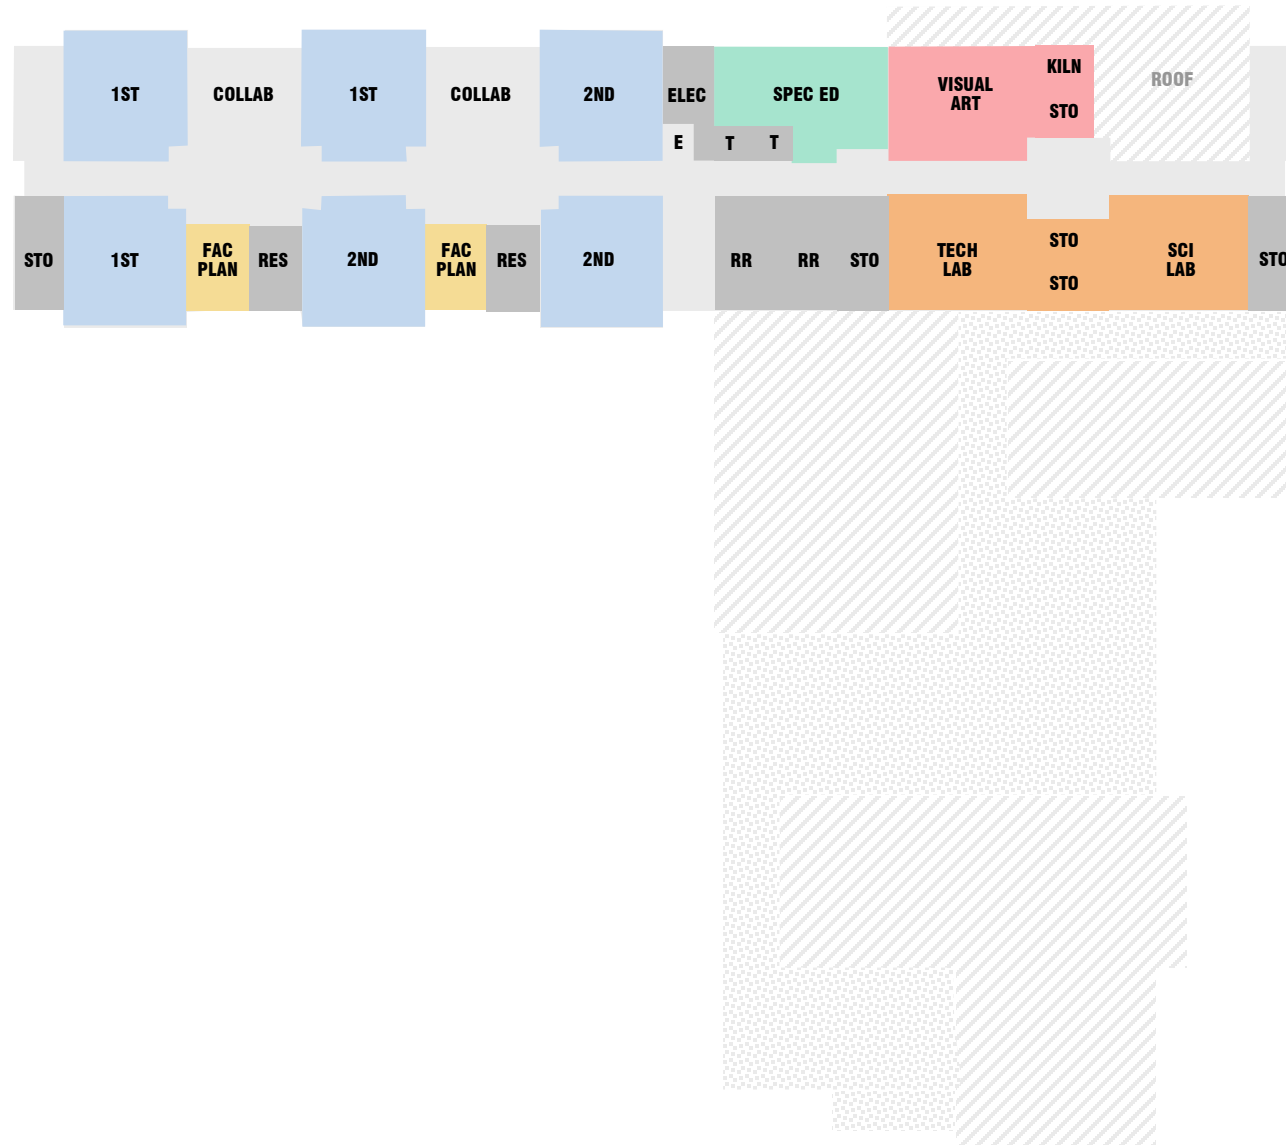 1ST
COLLAB
1ST
COLLAB
2ND
ELEC
SPEC ED
VISUAL
ART
KILN
STO
ROOF
E
T
T
STO
1ST
FAC
PLAN
RES
2ND
FAC
PLAN
RES
2ND
RR
RR
STO
TECH
LAB
STO
STO
SCI
LAB
STO